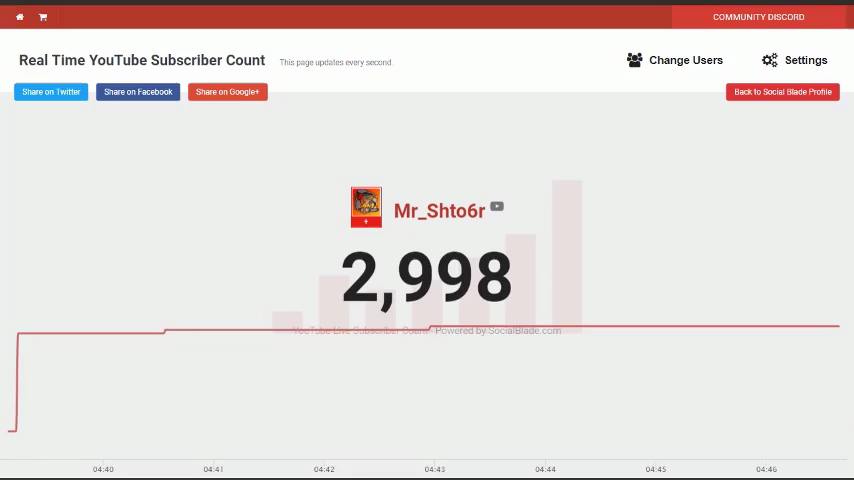 COMMUNITY DISCORD
Real Time YouTube Subscriber Count
This page updates every second.
Change Users
Settings
Share on Twitter
Share on Facebook
Share on Google+
Back to Social Blade Profile
Mr_Shto6r
2,998
YouTube Live Subscriber Count - Powered by SocialBlade.com
04:40
04:41
04:42
04:43
04:44
04:45
04:46